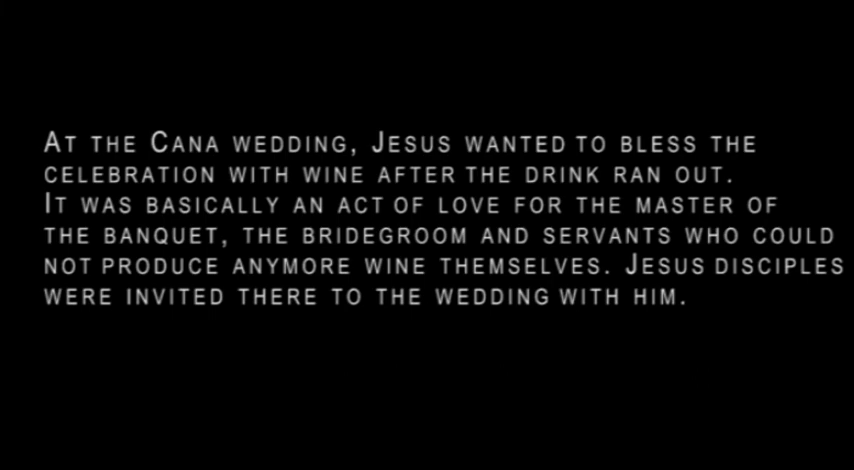 At the Cana wedding, Jesus wanted to bless the
celebration with wine after the drink ran out.
It was basically an act of love for the master of
the banquet, the bridegroom and servants who could
not produce anymore wine themselves. Jesus disciples
were invited there to the wedding with him.